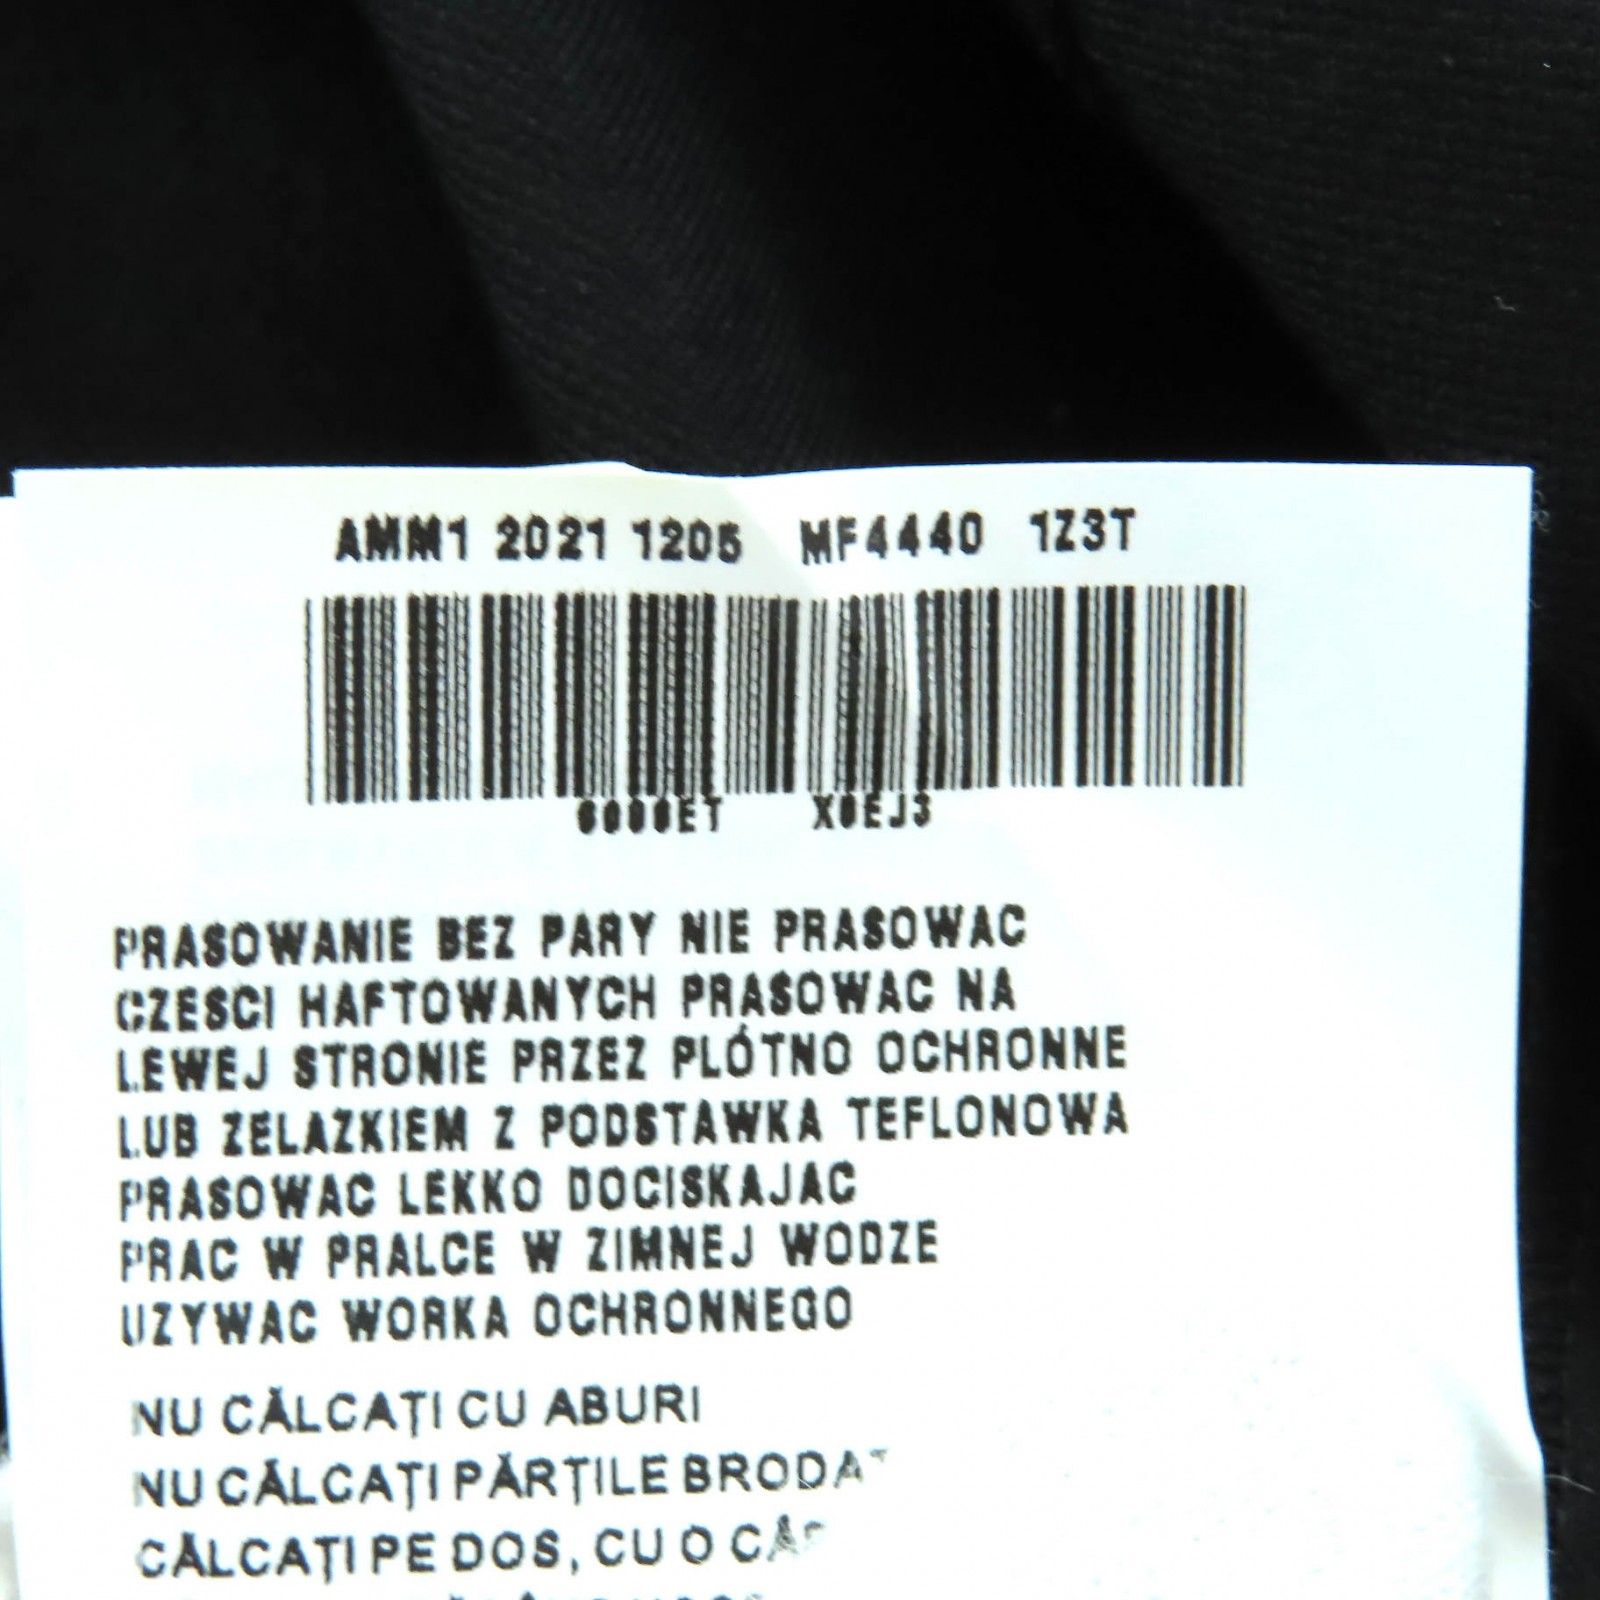 AMM1 2021 1205 MF4440 1Z3T
X0EJ3
PRASOWANIE BEZ PARY NIE PRASOWAC
CZESCI HAFTOWANYCH PRASOWAC NA
LEWEJ STRONIE PRZEZ PLÓTNO OCHRONNE
LUB ZELAZKIEM Z PODSTAWKA TEFLONOWA
PRASOWAC LEKKO DOCISKAJAC
PRAC W PRALCE W ZIMNEJ WODZE
UZYWAC WORKA OCHRONNEGO
NU CĂLCAȚI CU ABURI
NU CĂLCAȚI PĂRȚILE BRODAT
CĂLCAȚI PE DOS, CU O